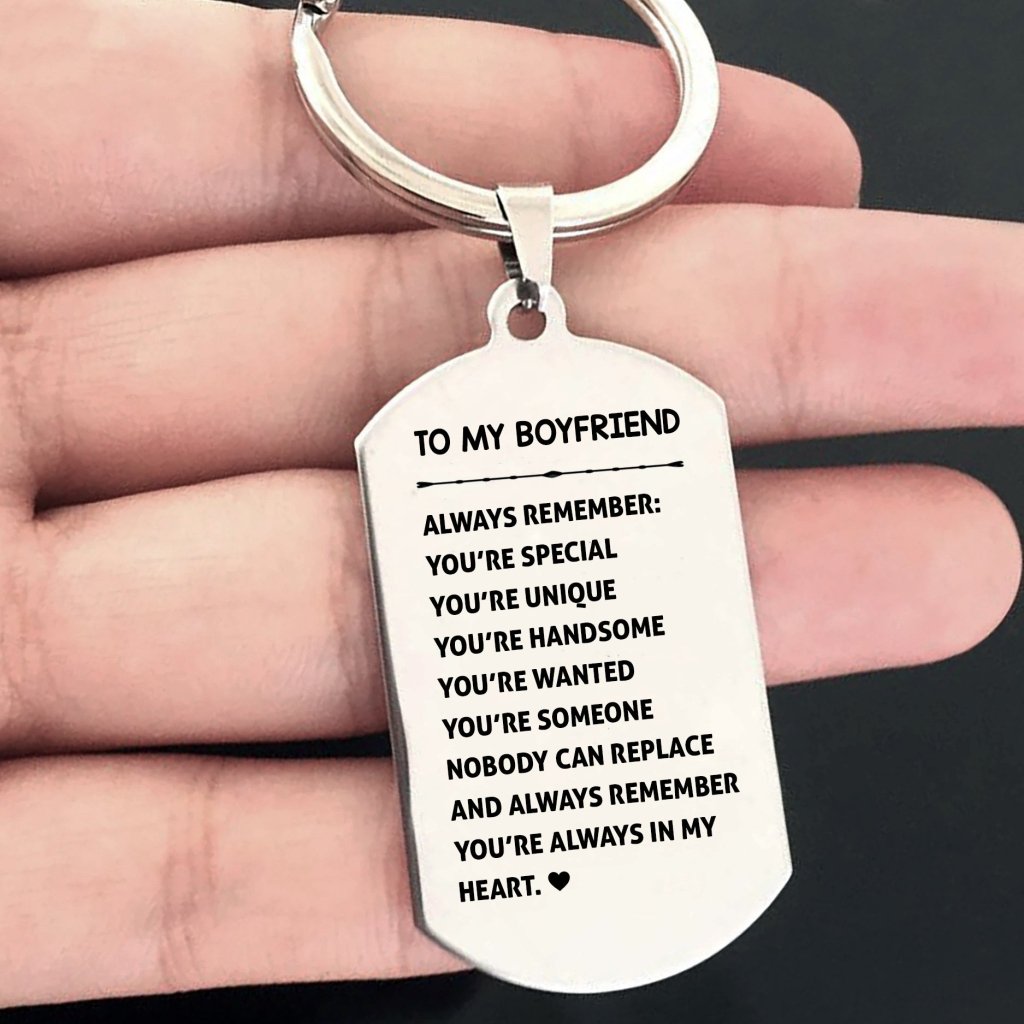 TO MY BOYFRIEND
ALWAYS REMEMBER:
YOU'RE SPECIAL
YOU'RE UNIQUE
YOU'RE HANDSOME
YOU'RE WANTED
YOU'RE SOMEONE
NOBODY CAN REPLACE
AND ALWAYS REMEMBER
YOU'RE ALWAYS IN MY
HEART. ♥